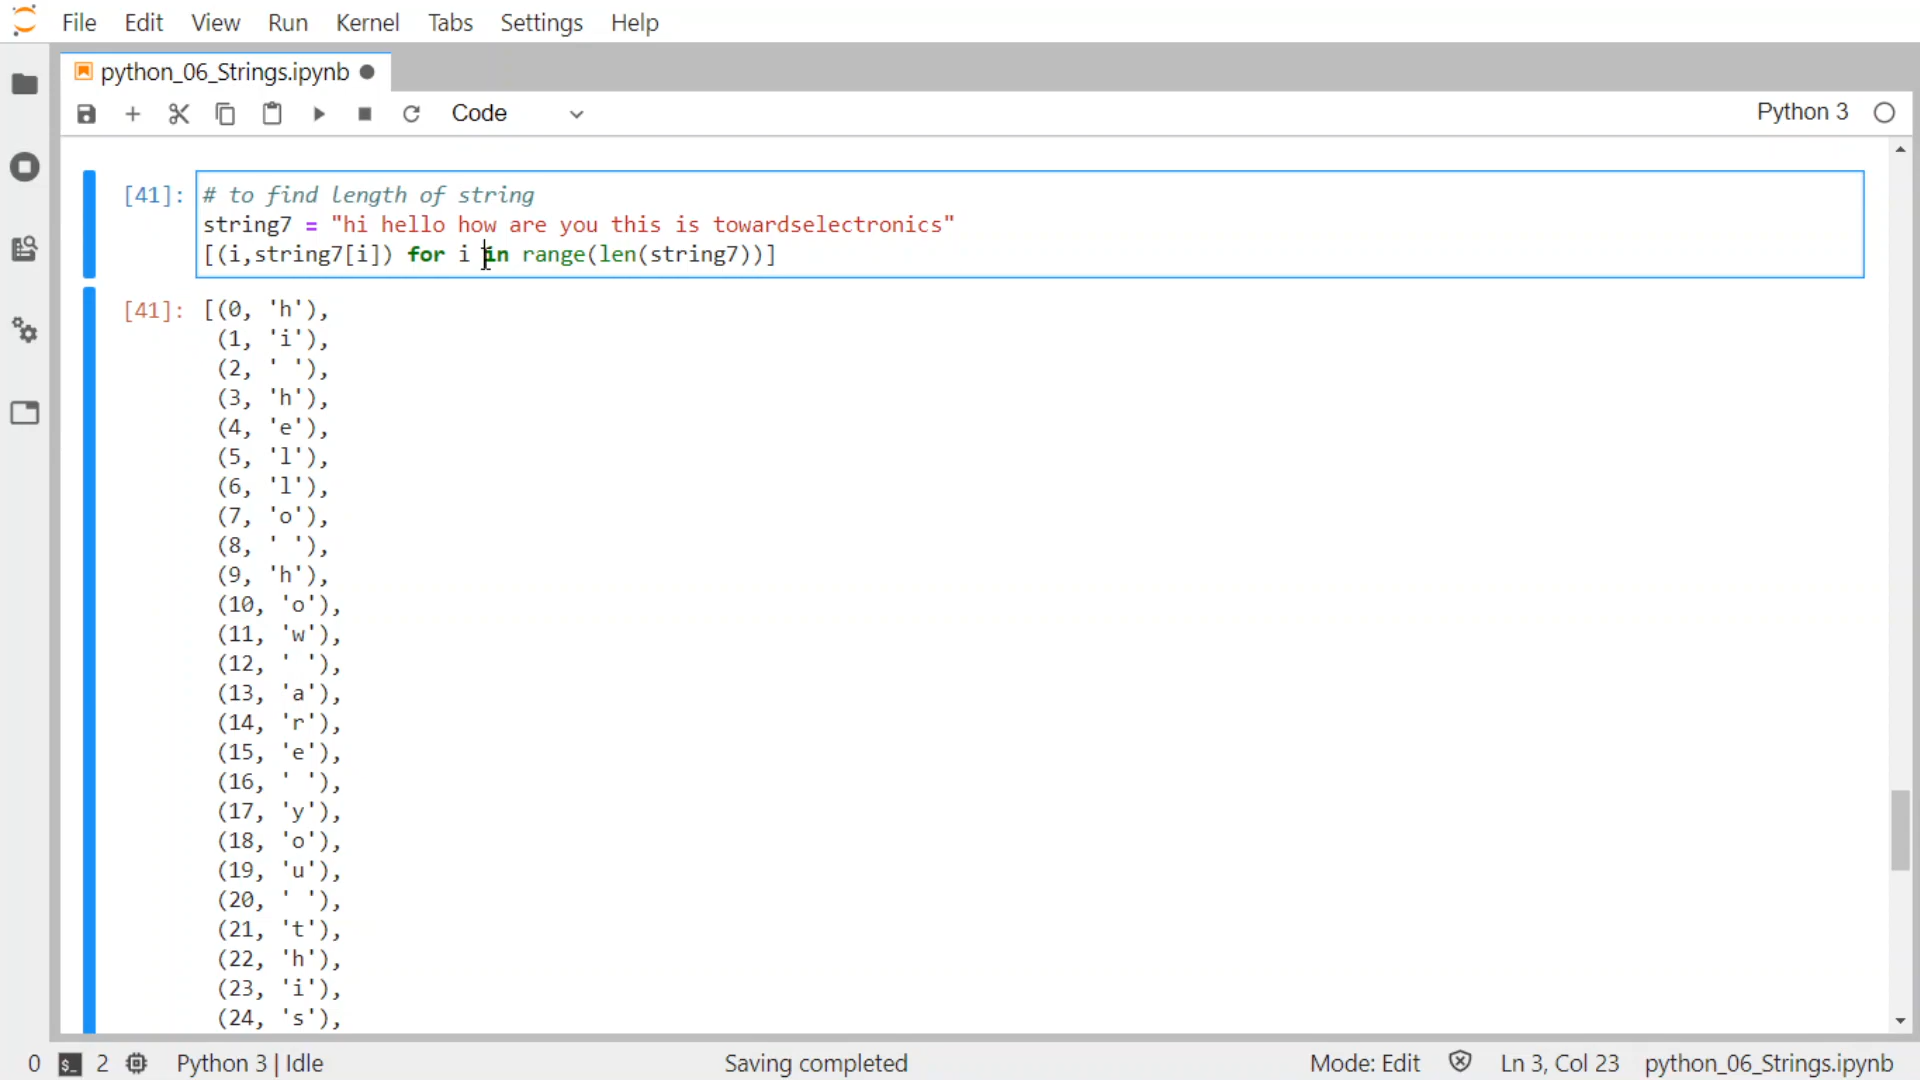 File Edit View Run Kernel Tabs Settings Help
python_06_Strings.ipynb
Code Python 3
[41]: # to find length of string
string7 = "hi hello how are you this is towardselectronics"
[(i,string7[i]) for i in range(len(string7))]
[41]: [(0, 'h'),
(1, 'i'),
(2, ' '),
(3, 'h'),
(4, 'e'),
(5, 'l'),
(6, 'l'),
(7, 'o'),
(8, ' '),
(9, 'h'),
(10, 'o'),
(11, 'w'),
(12, ' '),
(13, 'a'),
(14, 'r'),
(15, 'e'),
(16, ' '),
(17, 'y'),
(18, 'o'),
(19, 'u'),
(20, ' '),
(21, 't'),
(22, 'h'),
(23, 'i'),
(24, 's'),
0 $_ 2 Python 3 | Idle Saving completed Mode: Edit Ln 3, Col 23 python_06_Strings.ipynb